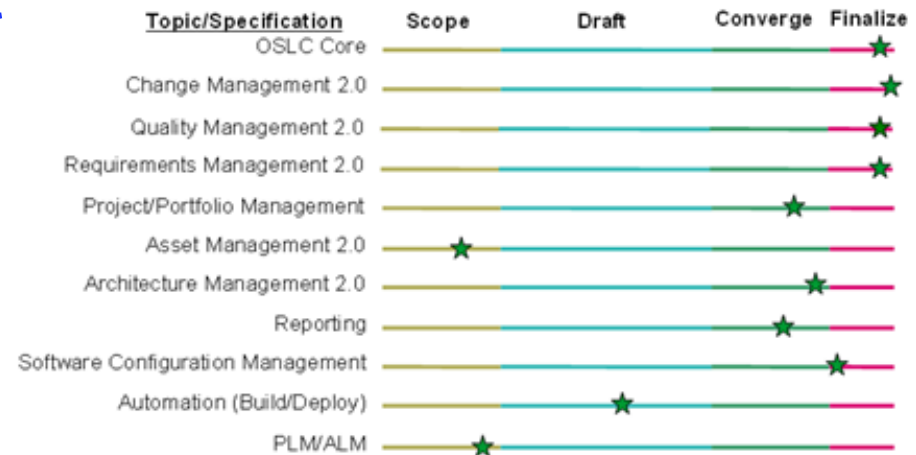 Topic/Specification Scope Draft Converge Finalize
OSLC Core
Change Management 2.0
Quality Management 2.0
Requirements Management 2.0
Project/Portfolio Management
Asset Management 2.0
Architecture Management 2.0
Reporting
Software Configuration Management
Automation (Build/Deploy)
PLM/ALM